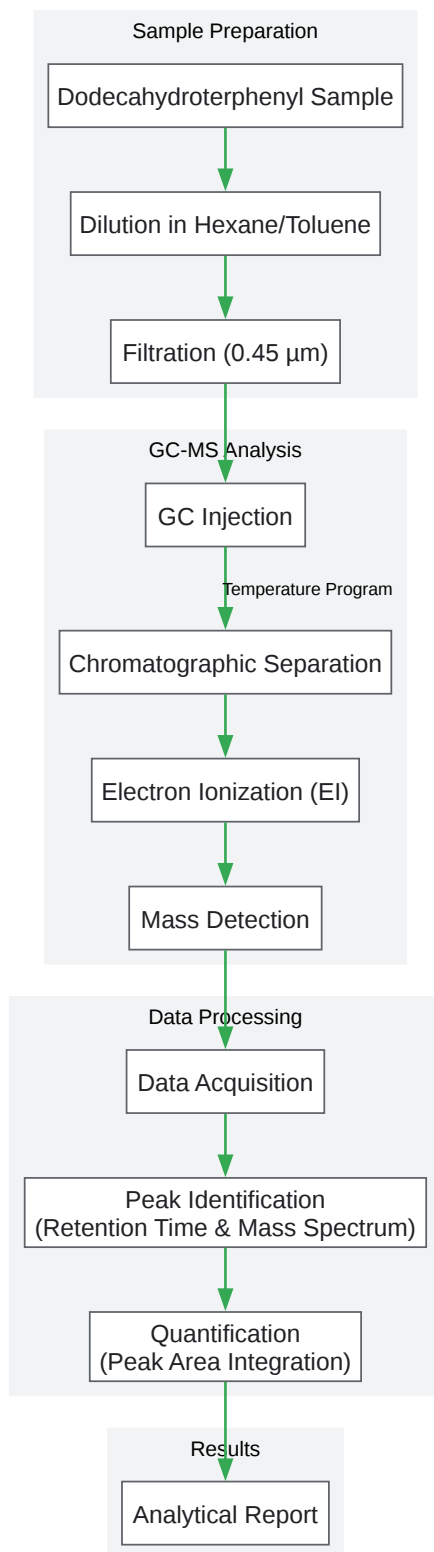 Sample Preparation
Dodecahydroterphenyl Sample
Dilution in Hexane/Toluene
Filtration (0.45 µm)
GC-MS Analysis
GC Injection
Temperature Program
Chromatographic Separation
Electron Ionization (EI)
Mass Detection
Data Processing
Data Acquisition
Peak Identification
(Retention Time & Mass Spectrum)
Quantification
(Peak Area Integration)
Results
Analytical Report